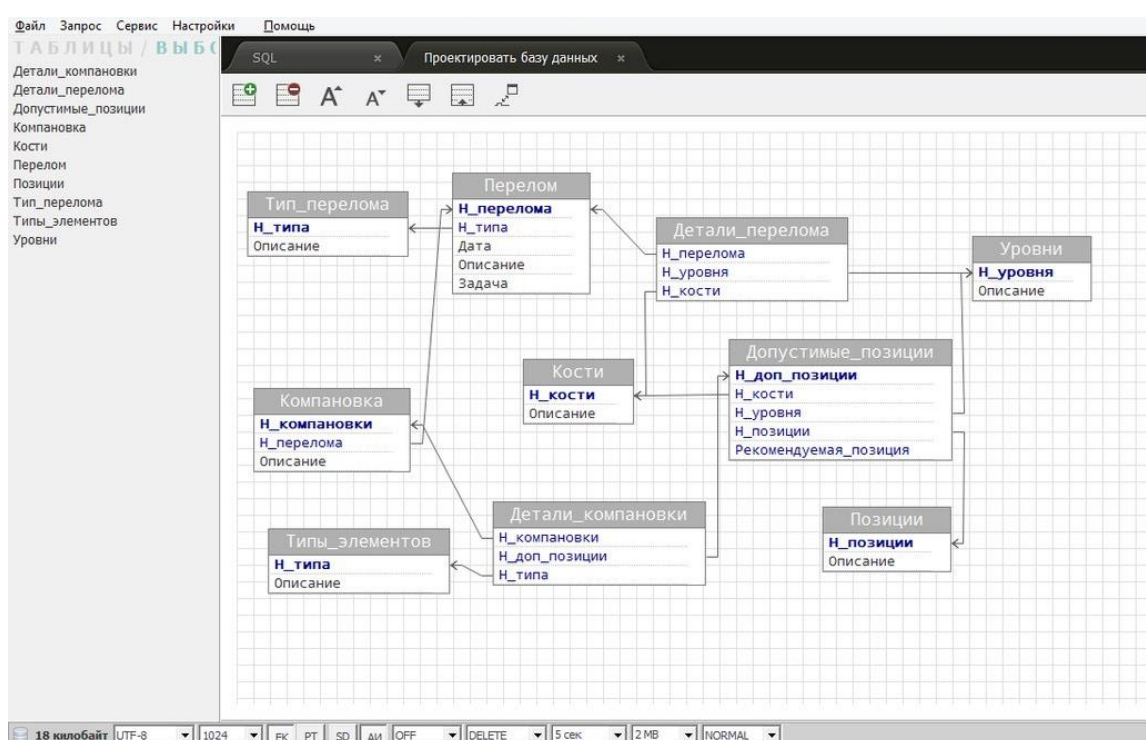 Файл Запрос Сервис Настройки Помощь
ТАБЛИЦЫ / ВЫБО
Детали_компановки
Детали_перелома
Допустимые_позиции
Компановка
Кости
Перелом
Позиции
Тип_перелома
Типы_элементов
Уровни
SQL × Проектировать базу данных ×
Тип_перелома
Н_типа
Описание
Перелом
Н_перелома
Н_типа
Дата
Описание
Задача
Детали_перелома
Н_перелома
Н_уровня
Н_кости
Уровни
Н_уровня
Описание
Кости
Н_кости
Описание
Допустимые_позиции
Н_доп_позиции
Н_кости
Н_уровня
Н_позиции
Рекомендуемая_позиция
Компановка
Н_компановки
Н_перелома
Описание
Детали_компановки
Н_компановки
Н_доп_позиции
Н_типа
Типы_элементов
Н_типа
Описание
Позиции
Н_позиции
Описание
18 килобайт UTF-8 1024 FK PT SD АИ OFF DELETE 5 сек 2 MB NORMAL